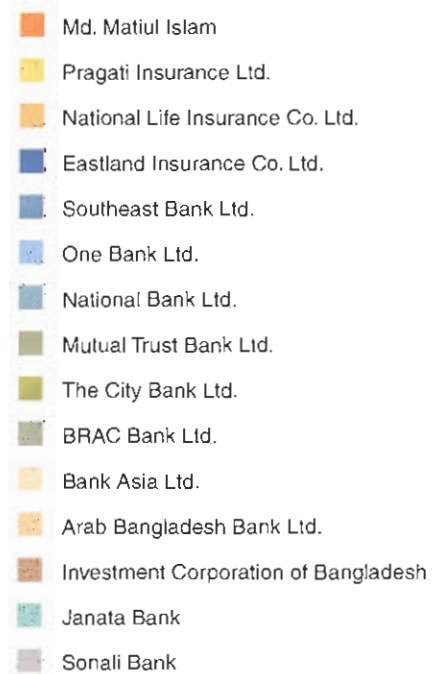 Md. Matiul Islam
Pragati Insurance Ltd.
National Life Insurance Co. Ltd.
Eastland Insurance Co. Ltd.
Southeast Bank Ltd.
One Bank Ltd.
National Bank Ltd.
Mutual Trust Bank Ltd.
The City Bank Ltd.
BRAC Bank Ltd.
Bank Asia Ltd.
Arab Bangladesh Bank Ltd.
Investment Corporation of Bangladesh
Janata Bank
Sonali Bank